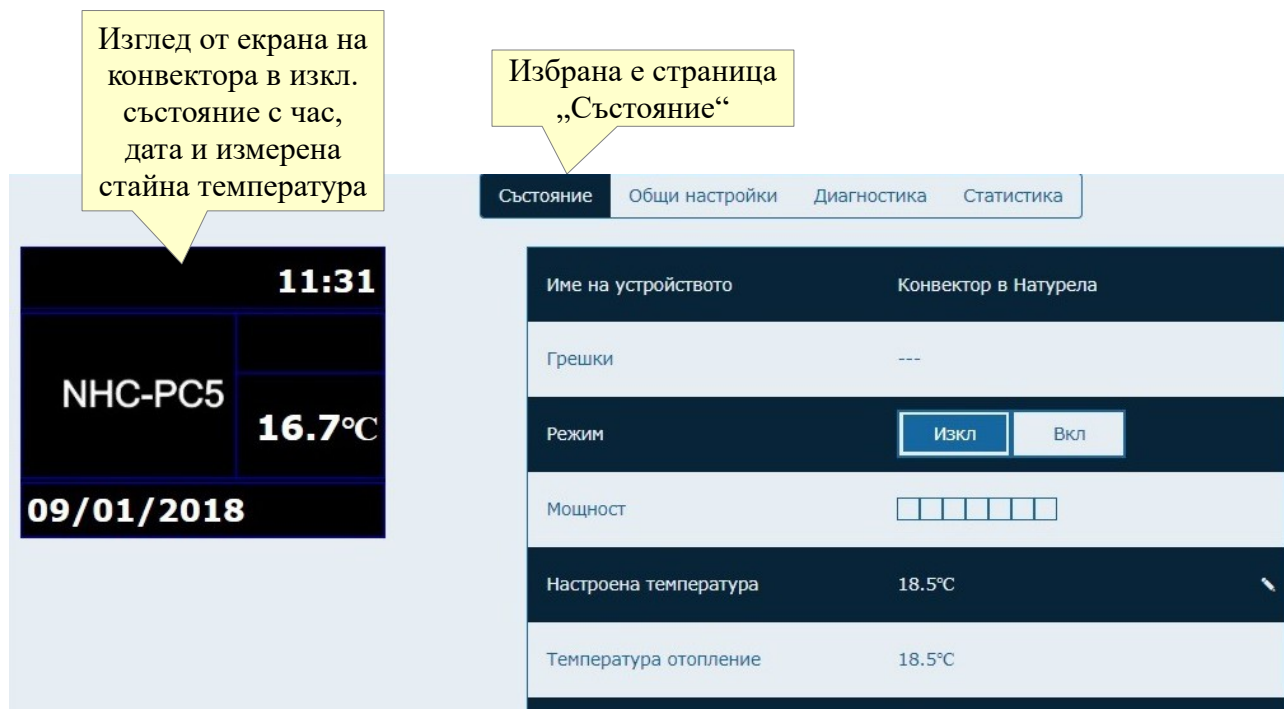 Изглед от екрана на
конвектора в изкл.
състояние с час,
дата и измерена
стайна температура
Избрана е страница
„Състояние“
Състояние Общи настройки Диагностика Статистика
11:31
NHC-PC5
16.7°C
09/01/2018
Име на устройството Конвектор в Натурела
Грешки ---
Режим Изкл Вкл
Мощност
Настроена температура 18.5°C
Температура отопление 18.5°C